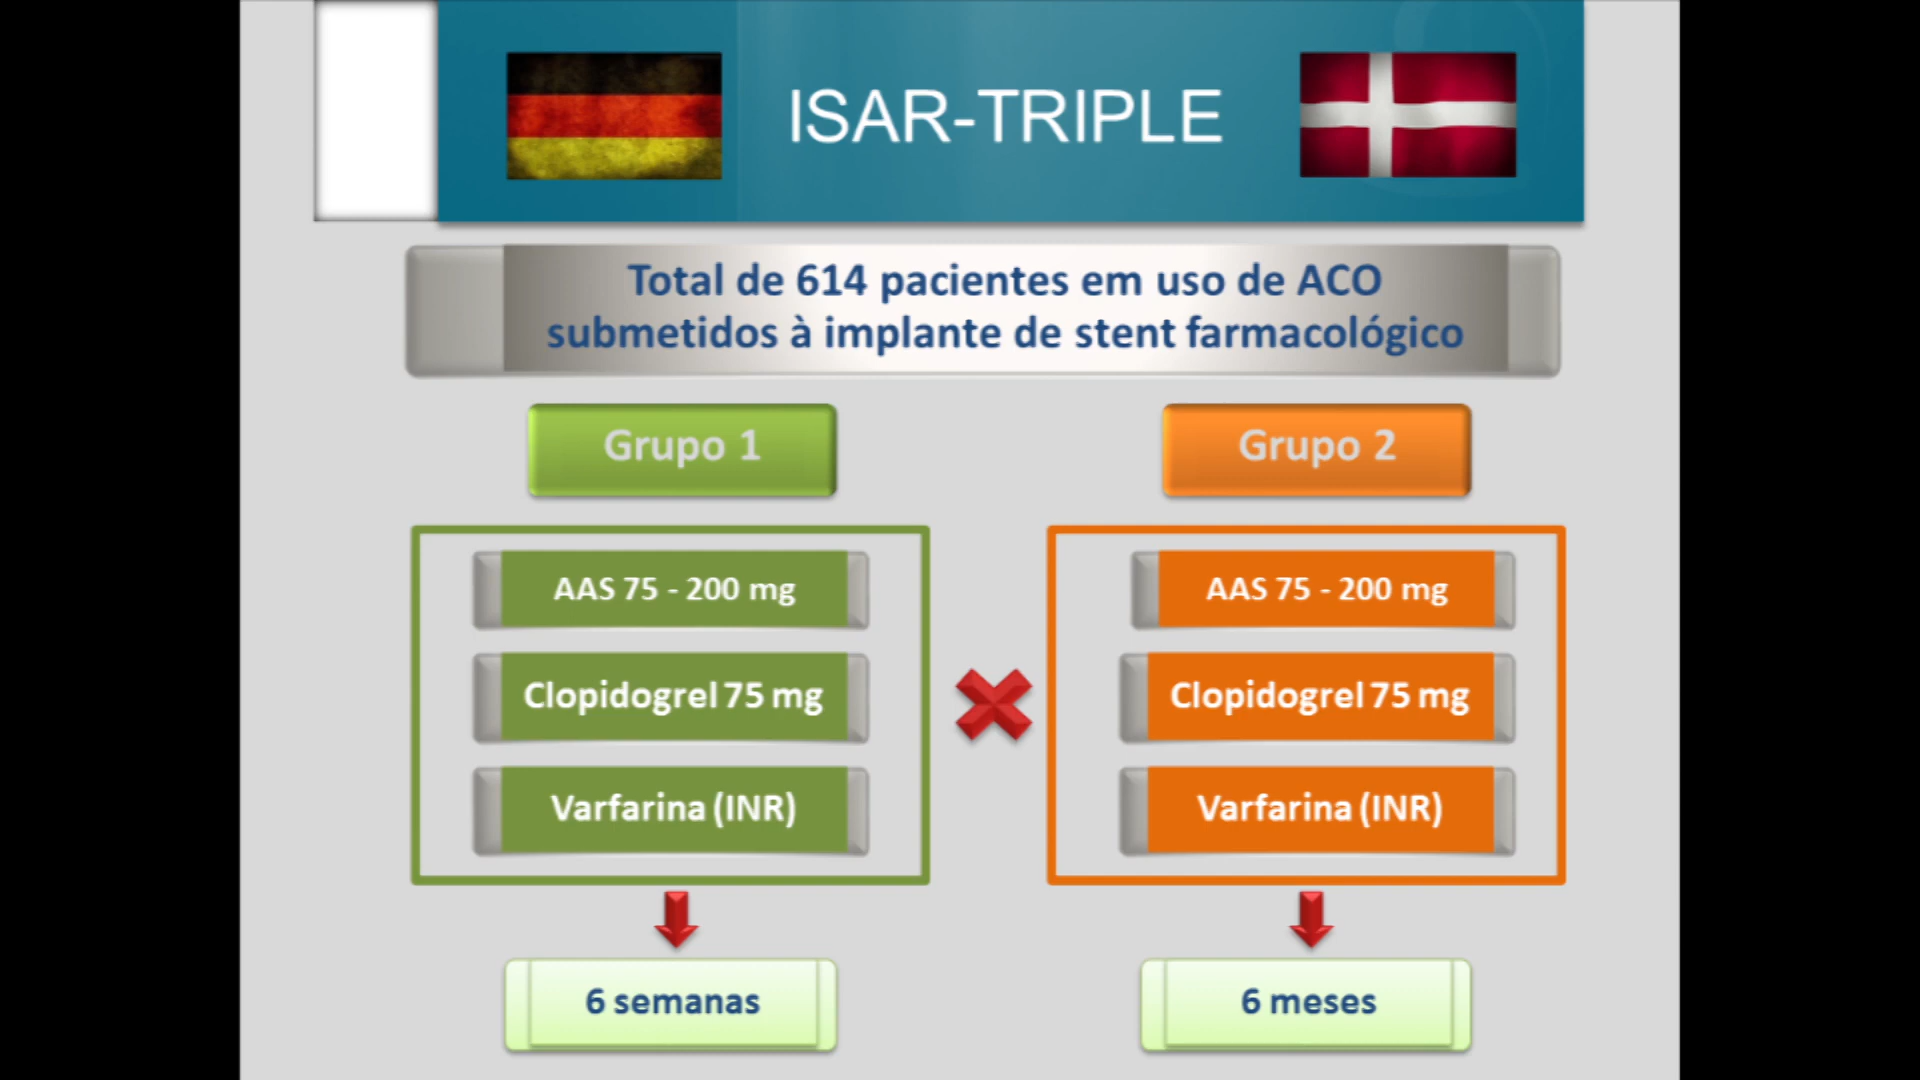 ISAR-TRIPLE
Total de 614 pacientes em uso de ACO
submetidos à implante de stent farmacológico
Grupo 1
Grupo 2
AAS 75 - 200 mg
Clopidogrel 75 mg
Varfarina (INR)
AAS 75 - 200 mg
Clopidogrel 75 mg
Varfarina (INR)
6 semanas
6 meses